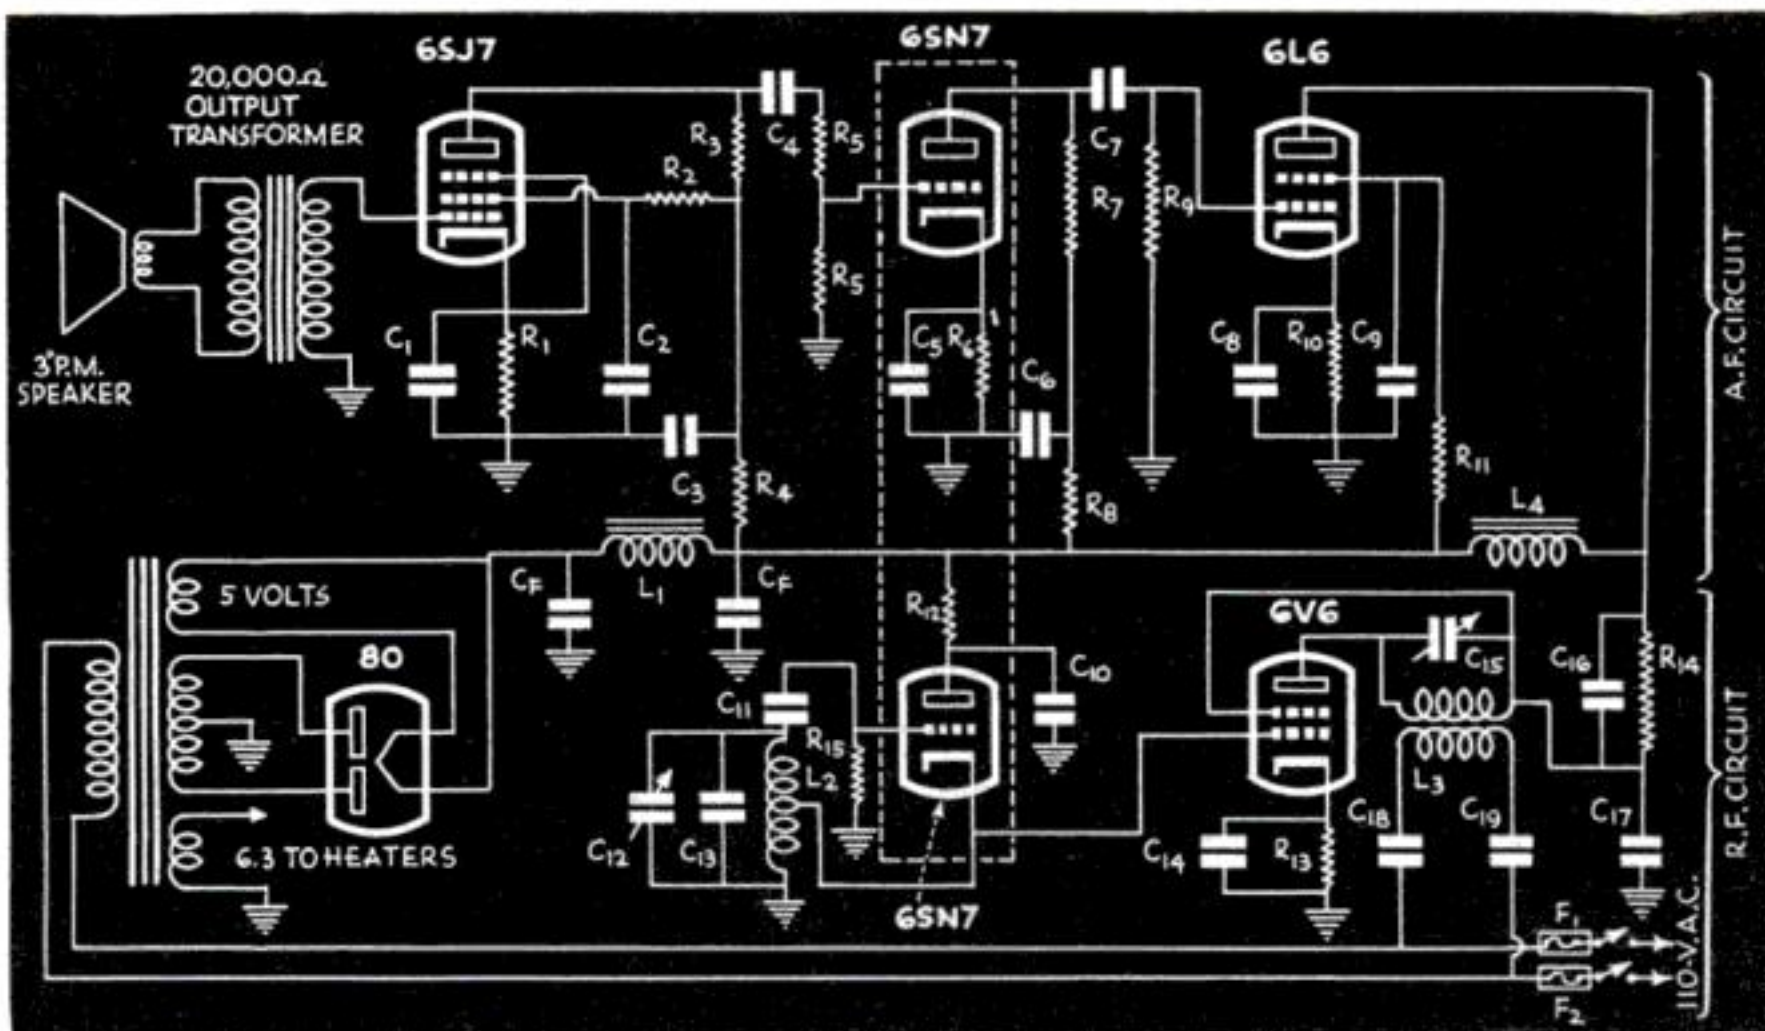 6SJ7
6SN7
6L6
20,000Ω
OUTPUT
TRANSFORMER
3"P.M.
SPEAKER
R3
C4
R5
C7
R2
R7
R9
R5
C1
R1
C2
C5
R6
C6
C8
R10
C9
C3
R4
R8
R11
L4
A.F. CIRCUIT
5 VOLTS
CF
L1
CF
R12
6V6
80
C11
C10
C15
C16
R14
R15
L2
L3
C12
C13
C14
R13
C18
C19
C17
6.3 TO HEATERS
6SN7
F1
F2
110-V.A.C.
R.F. CIRCUIT